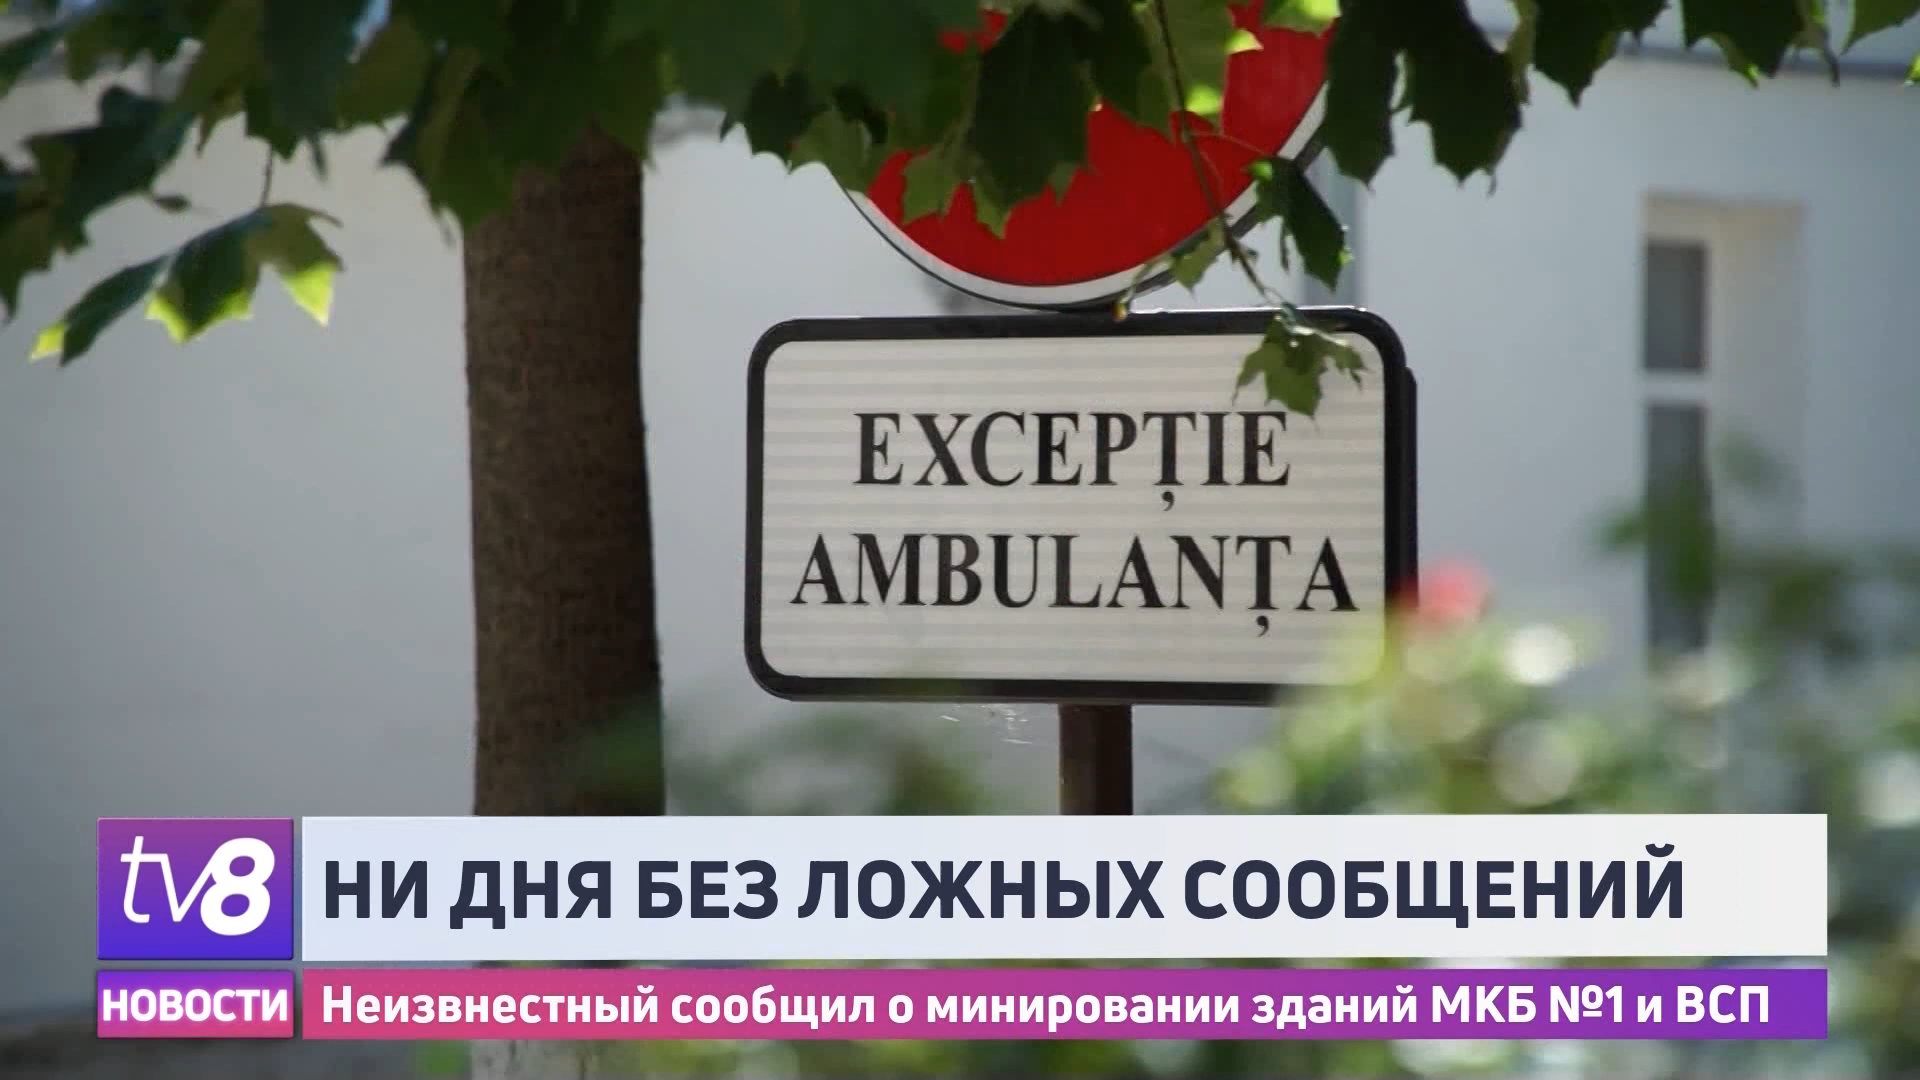 EXCEPȚIE
AMBULANȚA
tv8
НИ ДНЯ БЕЗ ЛОЖНЫХ СООБЩЕНИЙ
НОВОСТИ
Неизвнестный сообщил о минировании зданий МКБ №1 и ВСП